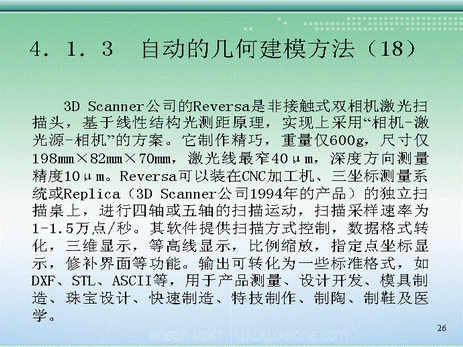 4．1．3 自动的几何建模方法（18）
3D Scanner公司的Reversa是非接触式双相机激光扫
描头，基于线性结构光测距原理，实现上采用“相机-激
光源-相机”的方案。它制作精巧，重量仅600g，尺寸仅
198mm×82mm×70mm，激光线最窄40μm，深度方向测量
精度10μm。Reversa可以装在CNC加工机、三坐标测量系
统或Replica（3D Scanner公司1994年的产品）的独立扫
描桌上，进行四轴或五轴的扫描运动，扫描采样速率为
1-1.5万点/秒。其软件提供扫描方式控制，数据格式转
化，三维显示，等高线显示，比例缩放，指定点坐标显
示，修补界面等功能。输出可转化为一些标准格式，如
DXF、STL、ASCII等，用于产品测量、设计开发、模具制
造、珠宝设计、快速制造、特技制作、制陶、制鞋及医
学。
26